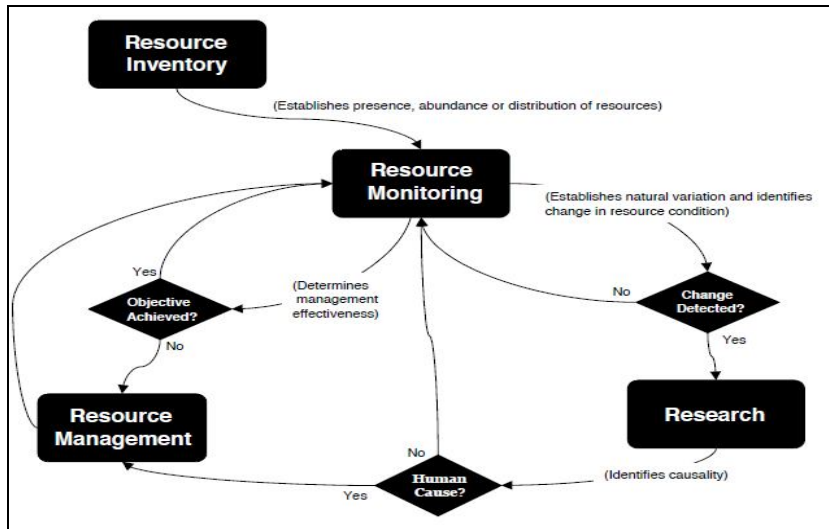 Resource
Inventory
(Establishes presence, abundance or distribution of resources)
Resource
Monitoring
(Establishes natural variation and identifies
change in resource condition)
Yes
(Determines
management
effectiveness)
No
Objective
Achieved?
Change
Detected?
No
Yes
Resource
Management
Research
No
(Identifies causality)
Human
Cause?
Yes